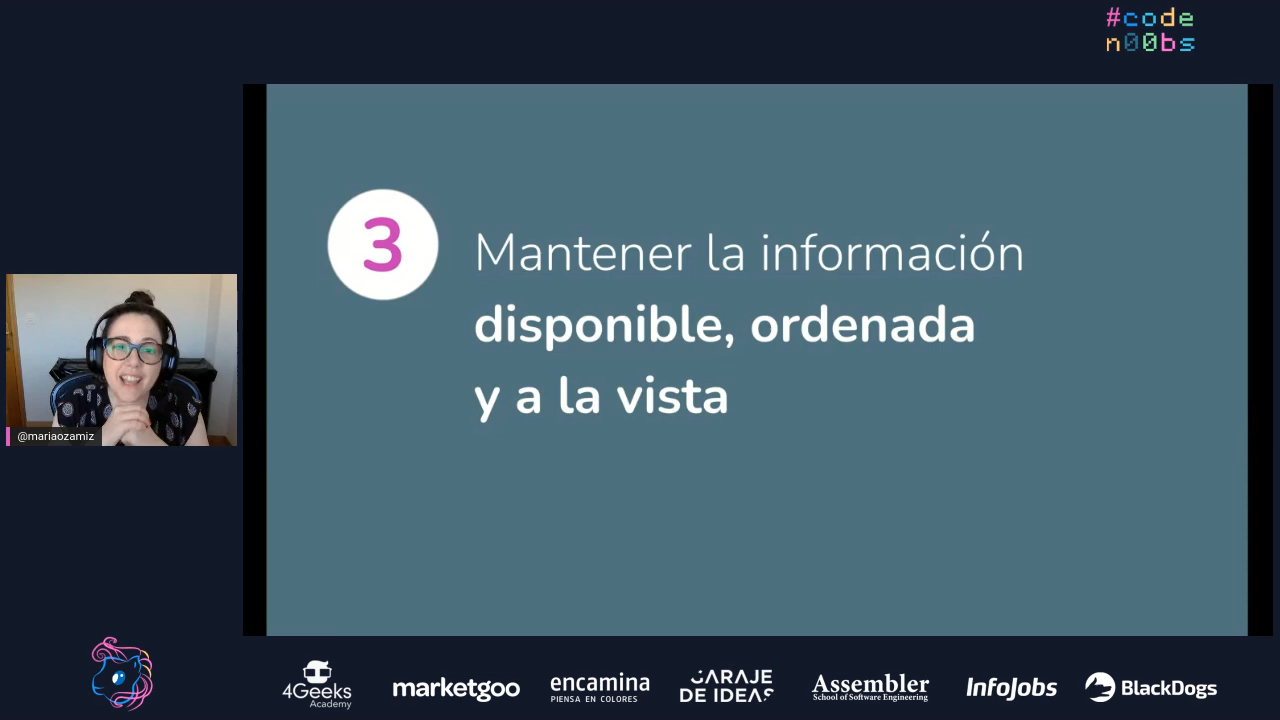 #code
n00bs
3
Mantener la información
disponible, ordenada
y a la vista
@mariaozamiz
4Geeks
Academy
marketgoo
encamina
PIENSA EN COLORES
GARAJE
DE IDEAS
Assembler
School of Software Engineering
InfoJobs
BlackDogs